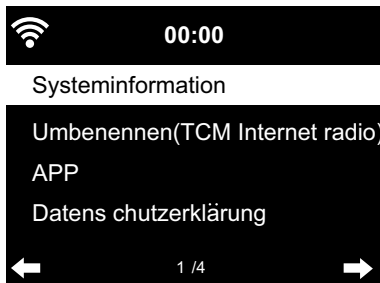 00:00
Systeminformation
Umbenennen(TCM Internet radio)
APP
Datens chutzerklärung
1 /4